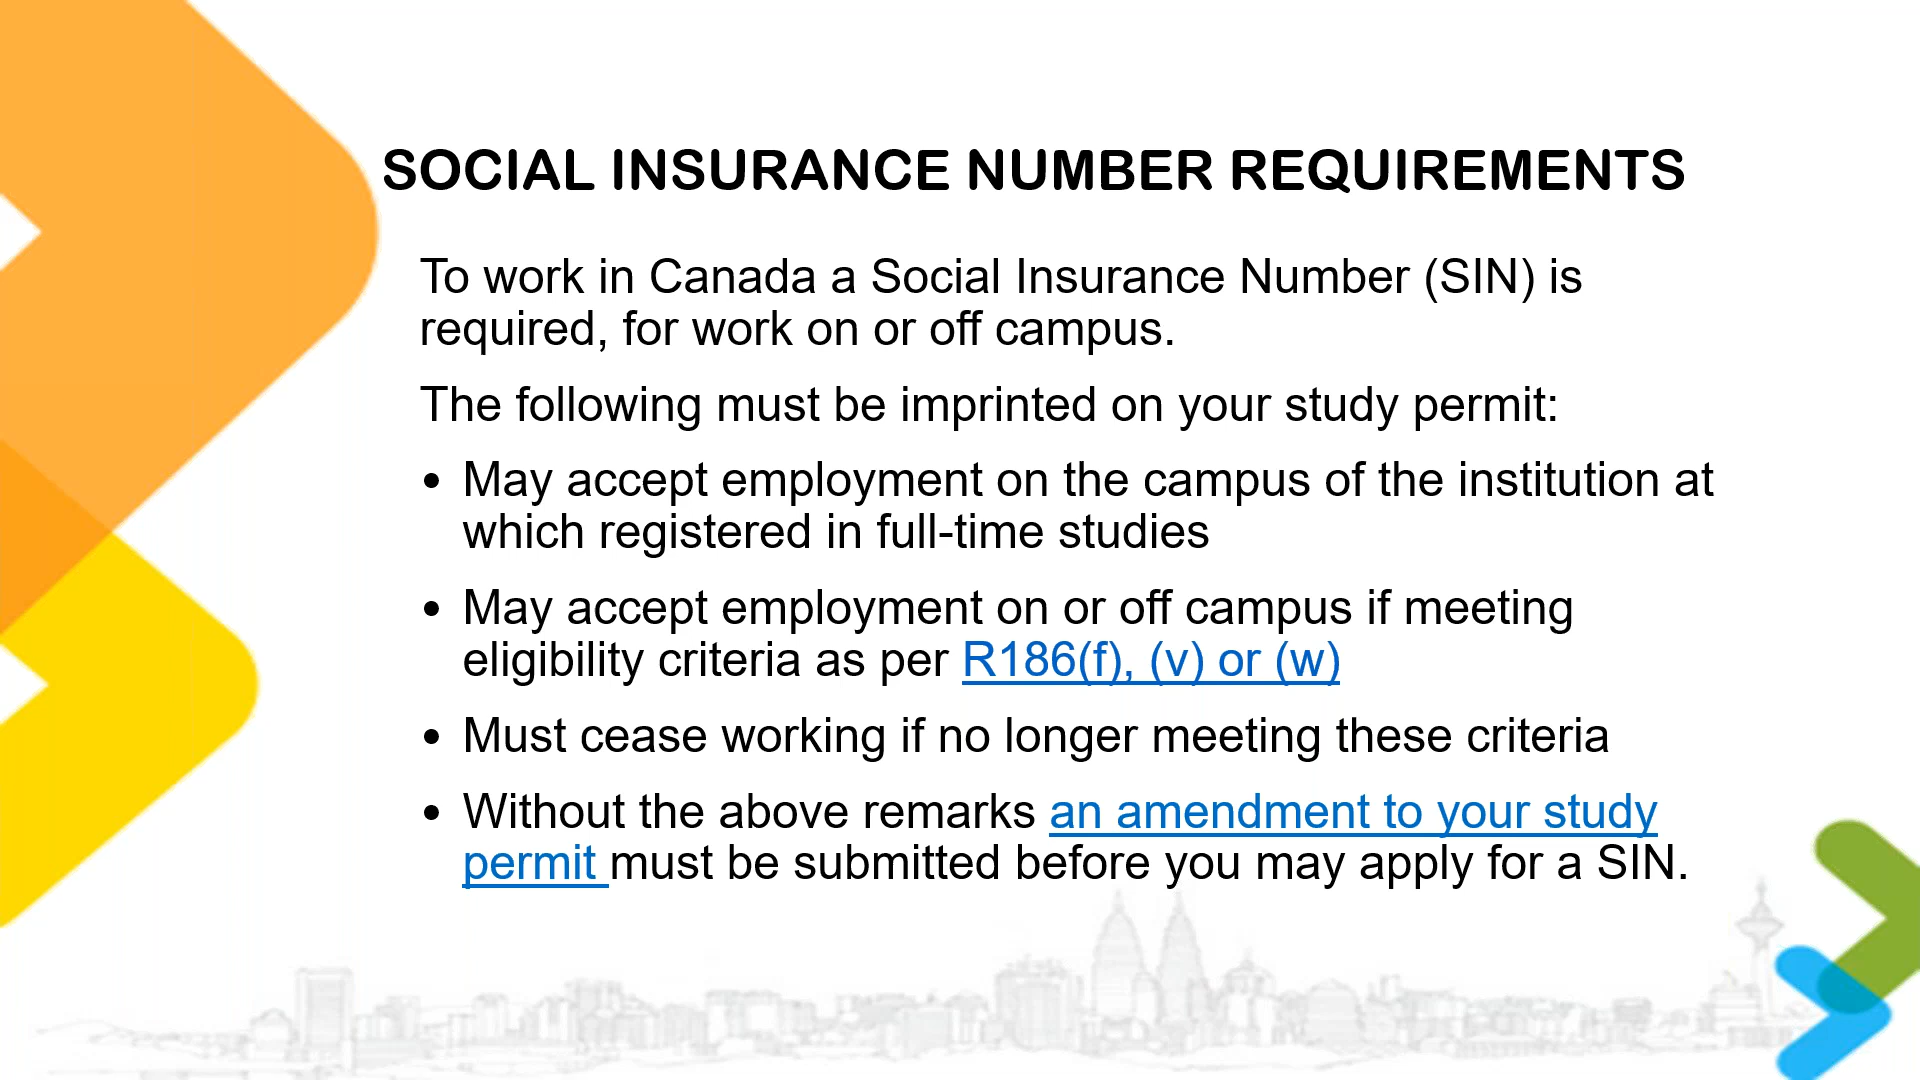 SOCIAL INSURANCE NUMBER REQUIREMENTS
To work in Canada a Social Insurance Number (SIN) is
required, for work on or off campus.
The following must be imprinted on your study permit:
• May accept employment on the campus of the institution at
which registered in full-time studies
• May accept employment on or off campus if meeting
eligibility criteria as per R186(f), (v) or (w)
• Must cease working if no longer meeting these criteria
• Without the above remarks an amendment to your study
permit must be submitted before you may apply for a SIN.